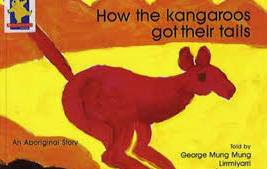 How the kangaroos
got their tails
An Aboriginal Story
Told by
George Mung Mung
Lirrmiyarri